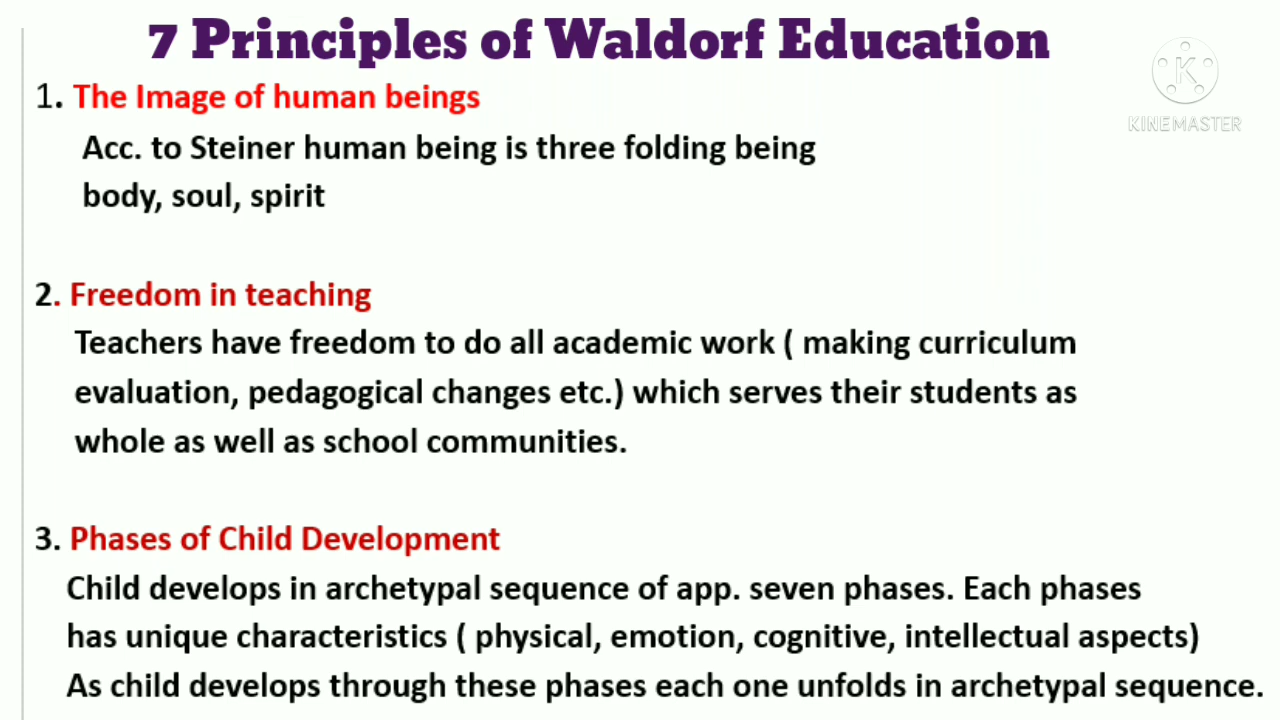 7 Principles of Waldorf Education
K
KINEMASTER
1. The Image of human beings
Acc. to Steiner human being is three folding being
body, soul, spirit
2. Freedom in teaching
Teachers have freedom to do all academic work ( making curriculum
evaluation, pedagogical changes etc.) which serves their students as
whole as well as school communities.
3. Phases of Child Development
Child develops in archetypal sequence of app. seven phases. Each phases
has unique characteristics ( physical, emotion, cognitive, intellectual aspects)
As child develops through these phases each one unfolds in archetypal sequence.